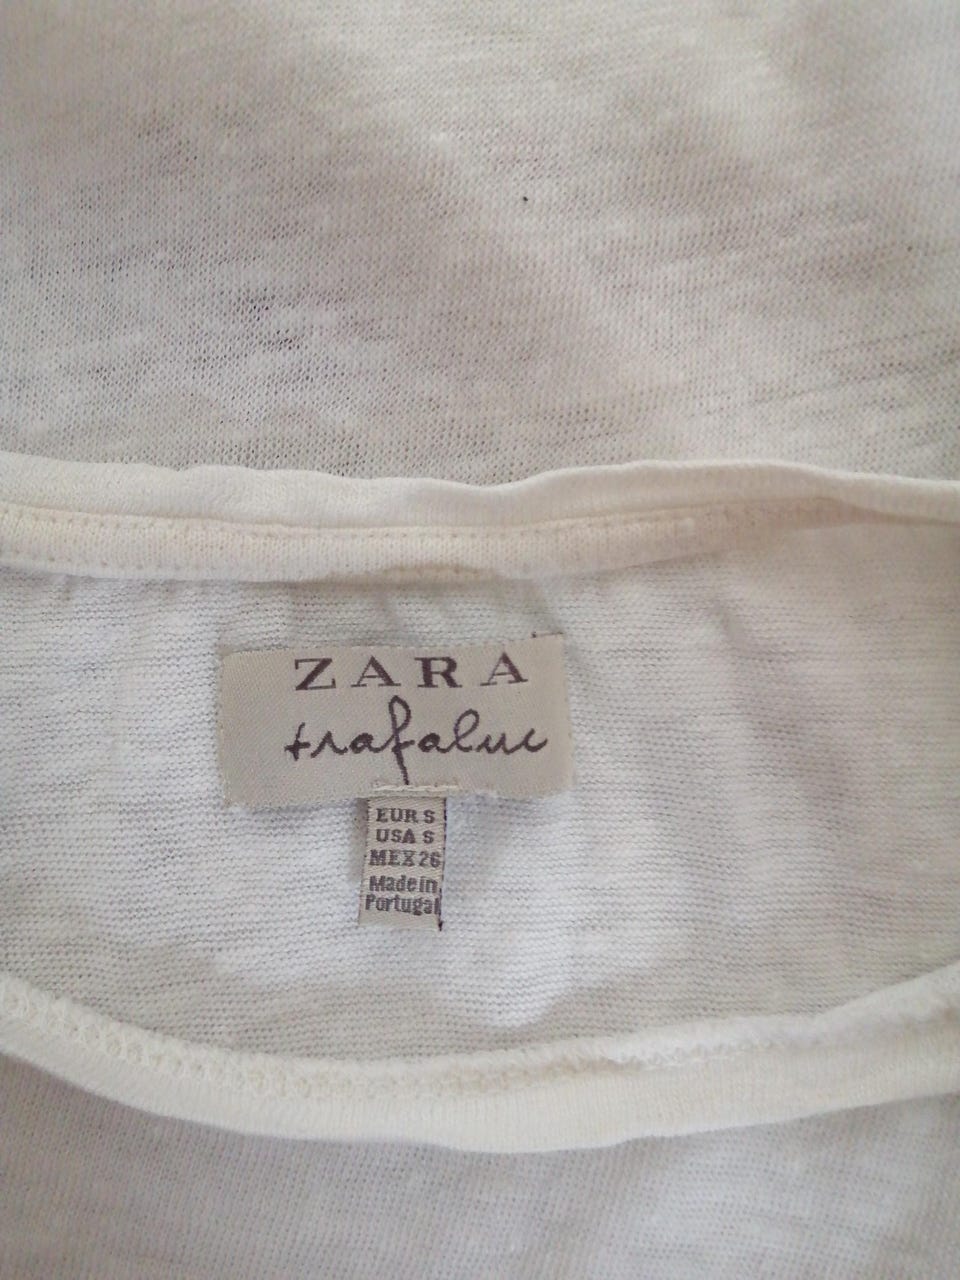 ZARA
trafaluc
EUR S
USA S
MEX 26
Made in
Portugal